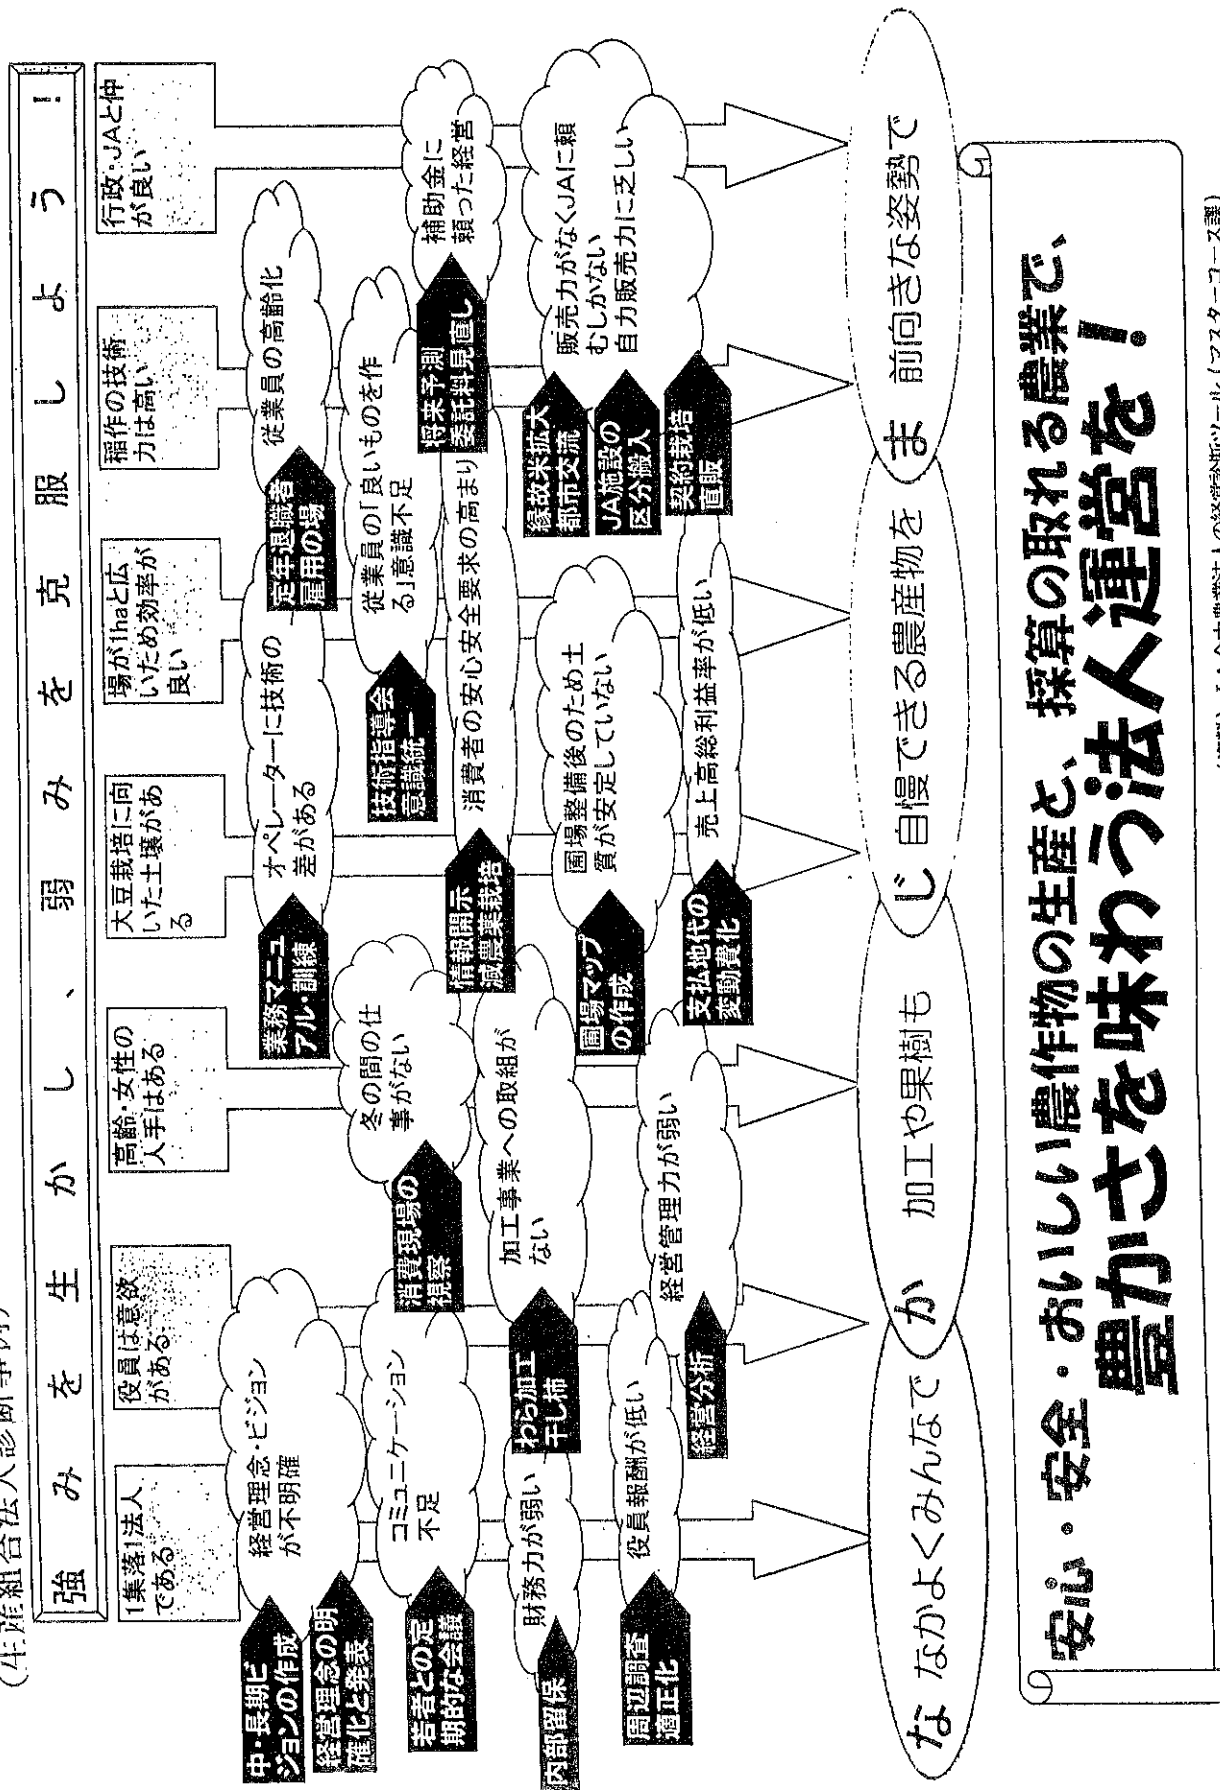 (生産組合法人診断事例)
強みを生かし、弱みを克服しよう!
1集落1法人
である
役員は意欲
がある
高齢・女性の
人手はある
大豆栽培に向
いた土壌があ
る
場が1haと広
いため効率が
良い
稲作の技術
力は高い
行政・JAと仲
が良い
中・長期ビ
ジョンの作成
経営理念の明
確化と発表
経営理念・ビジョン
が不明確
若者との定
期的な会議
コミュニケーション
不足
内部留保
財務力が弱い
周辺調査
適正化
役員報酬が低い
業務マニュ
アル・訓練
オペレーターに技術の
差がある
定年退職者
雇用の場
従業員の高齢化
消費現場の
視察
冬の間の仕
事がない
技術指導会
意識統一
従業員の「良いものを作
る」意識不足
将来予測
委託料見直し
補助金に
頼った経営
情報開示
減農薬栽培
消費者の安心安全要求の高まり
わら加工
干し柿
加工事業への取組が
ない
圃場マップ
の作成
圃場整備後のため土
質が安定していない
縁故米拡大
都市交流
JA施設の
区分搬入
契約栽培
直販
販売力がなくJAに頼
むしかない
自力販売力に乏しい
経営分析
経営管理力が弱い
支払地代の
変動費化
売上高総利益率が低い
な なかよくみんなで
か 加工や果樹も
じ 自慢できる農産物を
ま 前向きな姿勢で
安心・安全・おいしい農作物の生産と、採算の取れる農業で、
豊かさを味わう法人運営を!